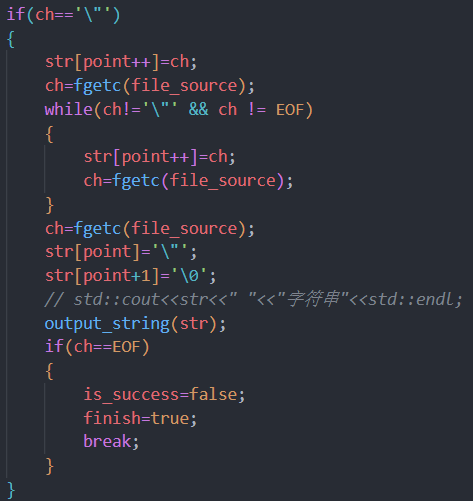 if(ch=='\"')
{
    str[point++]=ch;
    ch=fgetc(file_source);
    while(ch!='\"' && ch != EOF)
    {
        str[point++]=ch;
        ch=fgetc(file_source);
    }
    ch=fgetc(file_source);
    str[point]='\"';
    str[point+1]='\0';
    // std::cout<<str<<" "<<"字符串"<<std::endl;
    output_string(str);
    if(ch==EOF)
    {
        is_success=false;
        finish=true;
        break;
    }
}